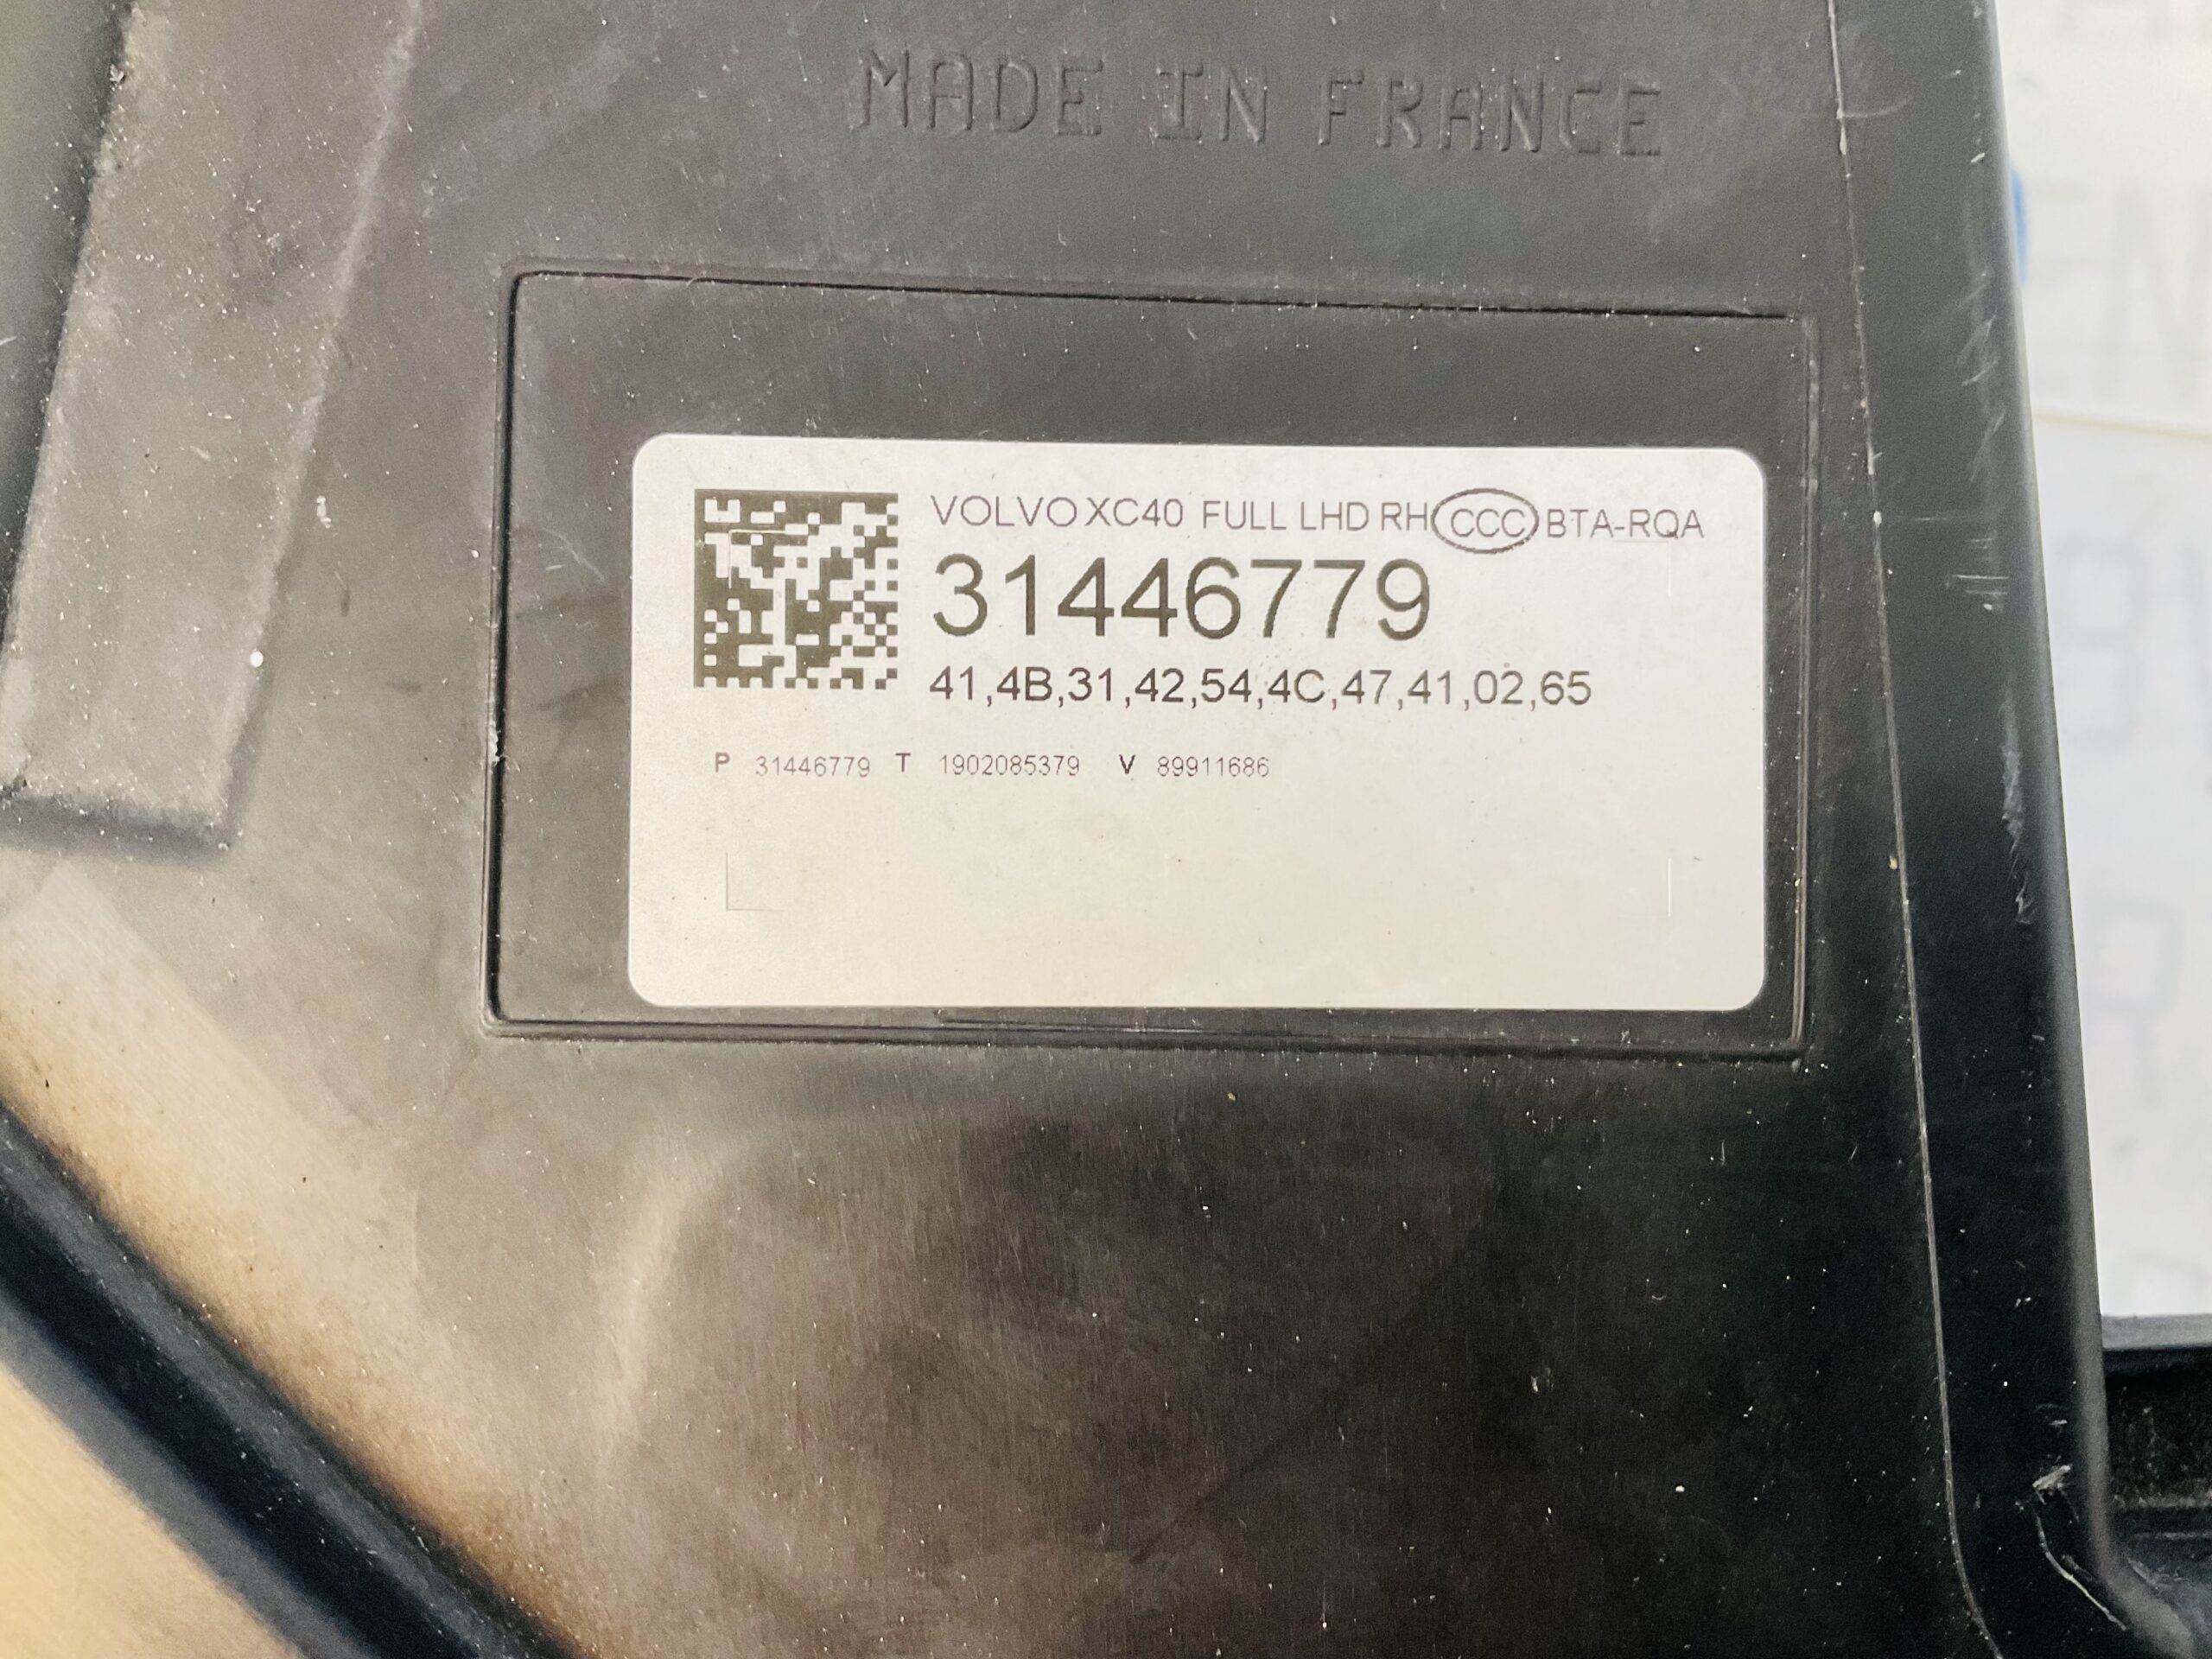 MADE IN FRANCE
VOLVO XC40 FULL LHD RH CCC BTA-RQA
31446779
41,4B,31,42,54,4C,47,41,02,65
P 31446779 T 1902085379 V 89911686